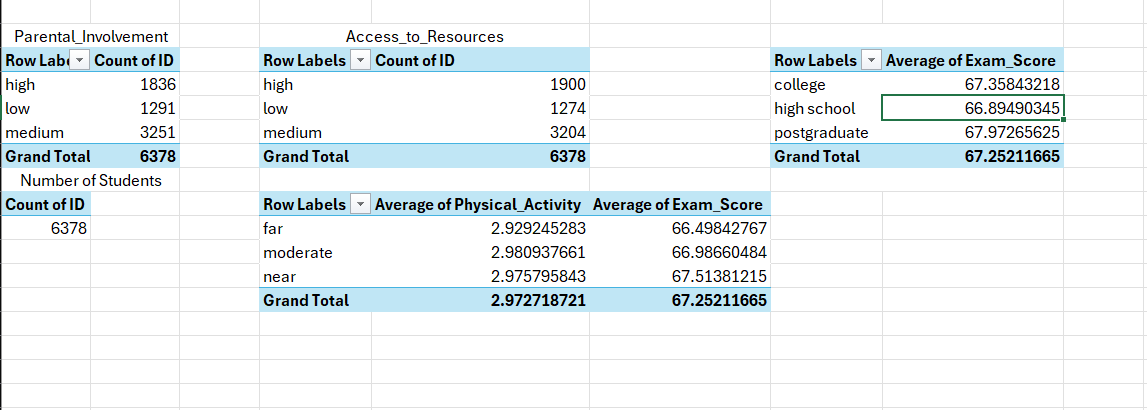 Parental_Involvement Access_to_Resources
Row Labe Count of ID Row Labels Count of ID Row Labels Average of Exam_Score
high 1836 high 1900 college 67.35843218
low 1291 low 1274 high school 66.89490345
medium 3251 medium 3204 postgraduate 67.97265625
Grand Total 6378 Grand Total 6378 Grand Total 67.25211665
Number of Students
Count of ID Row Labels Average of Physical_Activity Average of Exam_Score
6378 far 2.929245283 66.49842767
moderate 2.980937661 66.98660484
near 2.975795843 67.51381215
Grand Total 2.972718721 67.25211665